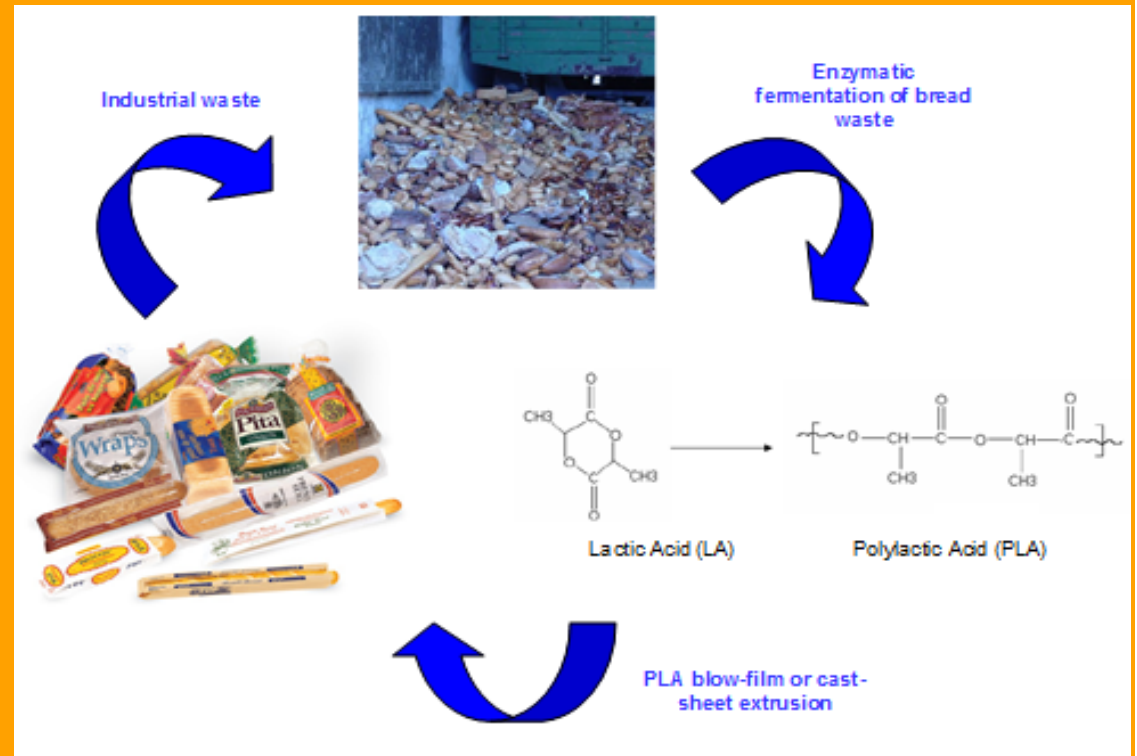 Industrial waste
Enzymatic
fermentation of bread
waste
Wraps
Pita
O
CH3
C
O
O
CH3
C
O
O
O
O
CH
C
O
CH
C
CH3
CH3
Lactic Acid (LA)
Polylactic Acid (PLA)
PLA blow-film or cast-
sheet extrusion